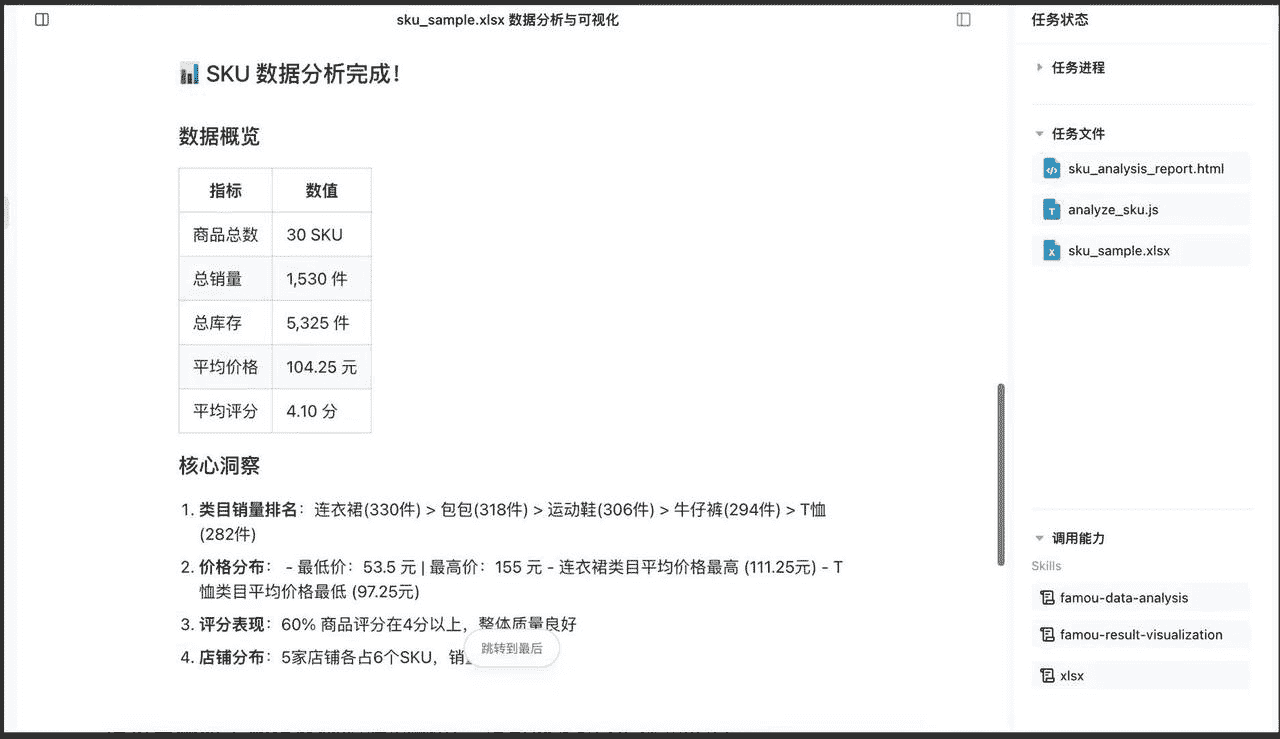 sku_sample.xlsx 数据分析与可视化
📊 SKU 数据分析完成！
数据概览
指标 数值
商品总数 30 SKU
总销量 1,530 件
总库存 5,325 件
平均价格 104.25 元
平均评分 4.10 分
核心洞察
1. 类目销量排名：连衣裙(330件) > 包包(318件) > 运动鞋(306件) > 牛仔裤(294件) > T恤
(282件)
2. 价格分布： - 最低价：53.5 元 | 最高价：155 元 - 连衣裙类目平均价格最高 (111.25元) - T
恤类目平均价格最低 (97.25元)
3. 评分表现：60% 商品评分在4分以上，整体质量良好
4. 店铺分布：5家店铺各占6个SKU，销
跳转到最后
任务状态
任务进程
任务文件
sku_analysis_report.html
analyze_sku.js
sku_sample.xlsx
调用能力
Skills
famou-data-analysis
famou-result-visualization
xlsx